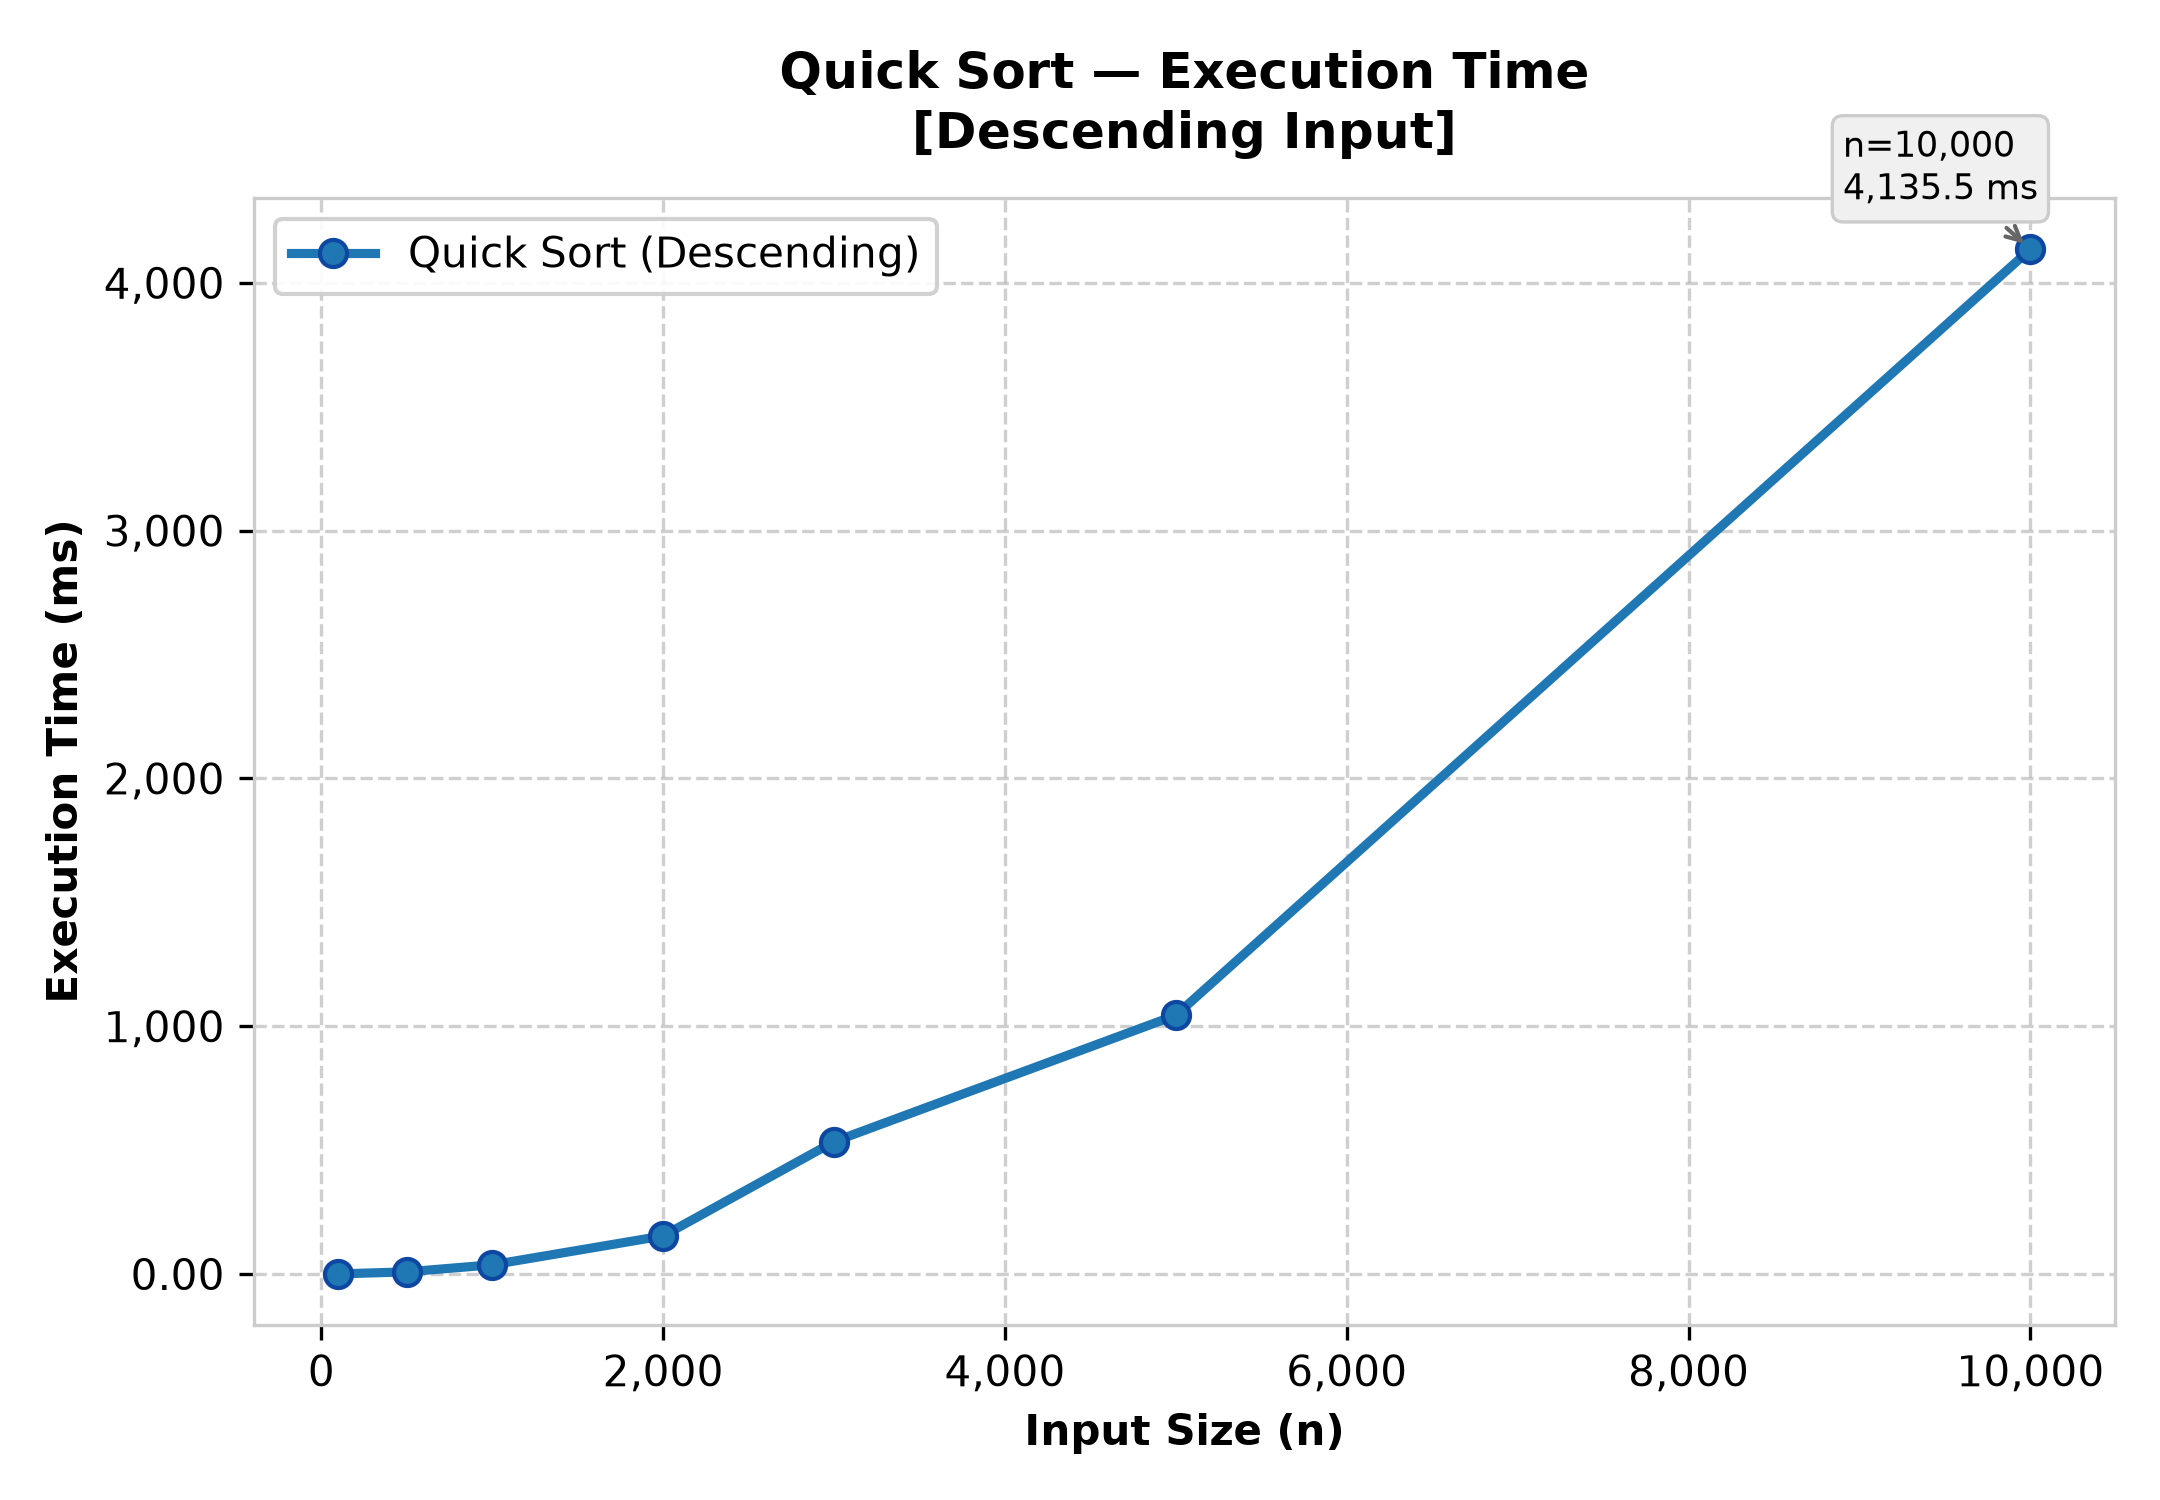 Quick Sort — Execution Time
[Descending Input]
n=10,000
4,135.5 ms
Quick Sort (Descending)
4,000
3,000
2,000
1,000
0.00
Execution Time (ms)
0
2,000
4,000
6,000
8,000
10,000
Input Size (n)